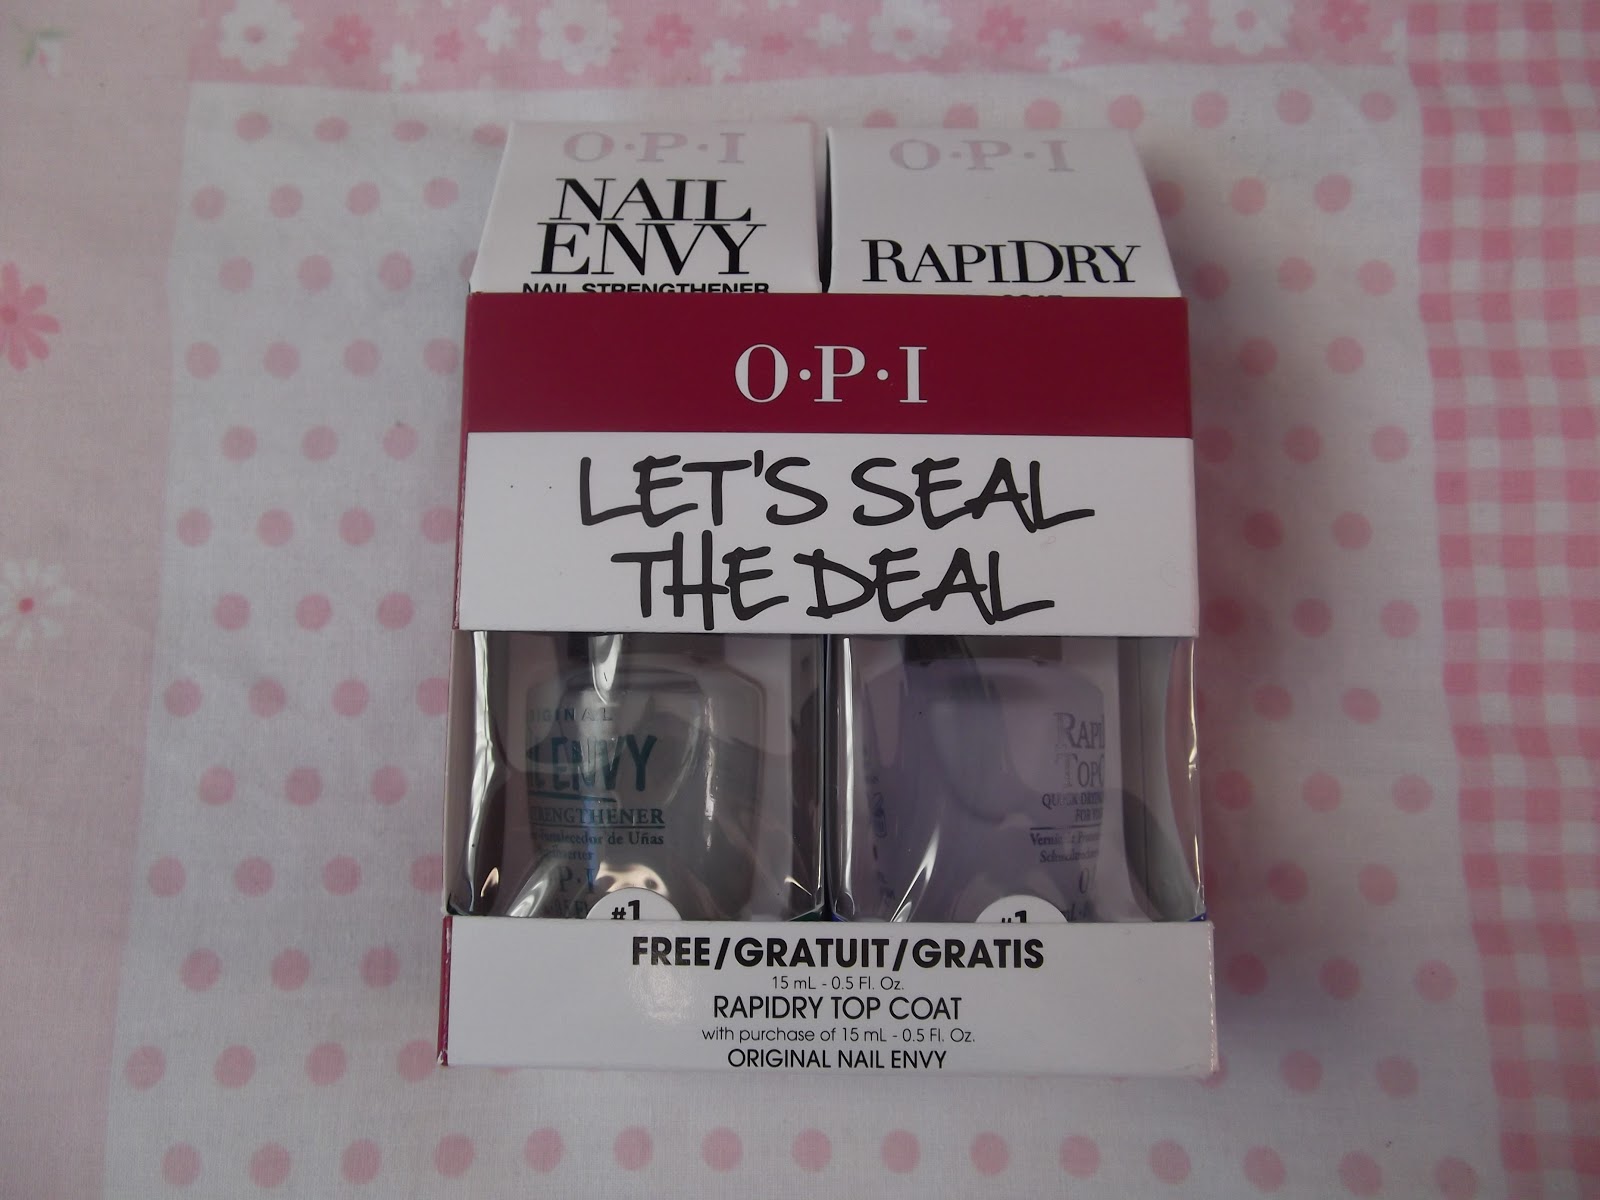 O·P·I
NAIL
ENVY
NAIL STRENGTHENER
O·P·I
RAPIDRY
O·P·I
LET'S SEAL
THE DEAL
ENVY
STRENGTHENER
de Uñas
#1
#1
FREE/GRATUIT/GRATIS
15 mL - 0.5 Fl. Oz.
RAPIDRY TOP COAT
with purchase of 15 mL - 0.5 Fl. Oz.
ORIGINAL NAIL ENVY